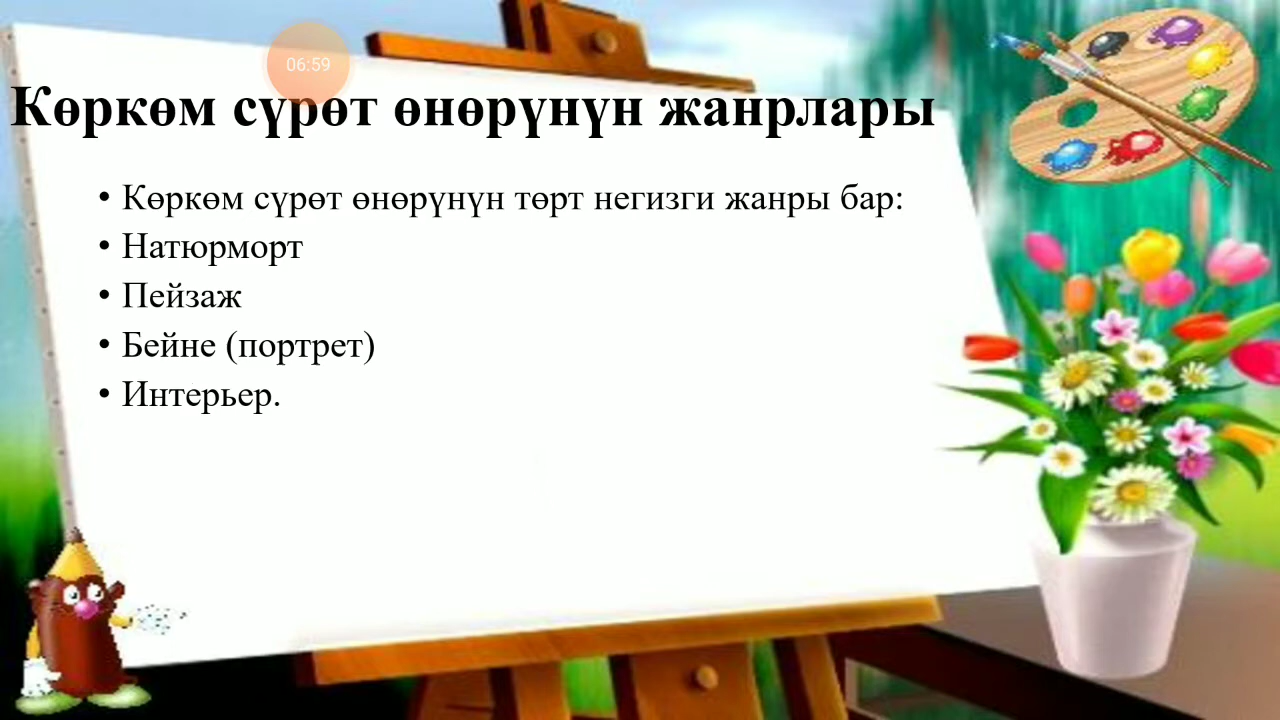 06:59
Көркөм сүрөт өнөрүнүн жанрлары
• Көркөм сүрөт өнөрүнүн төрт негизги жанры бар:
• Натюрморт
• Пейзаж
• Бейне (портрет)
• Интерьер.